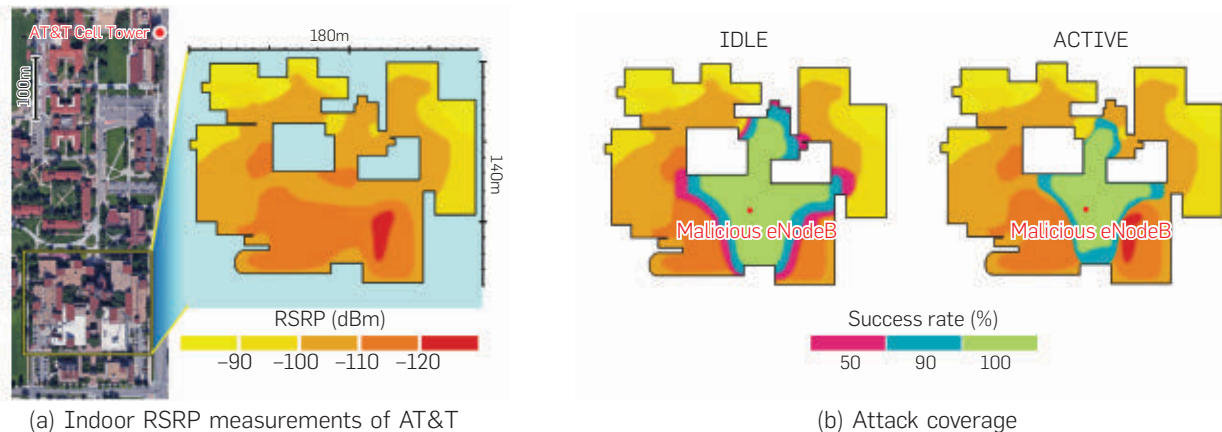 AT&T Cell Tower
100m
180m
140m
RSRP (dBm)
–90 –100 –110 –120
(a) Indoor RSRP measurements of AT&T
IDLE ACTIVE
Malicious eNodeB Malicious eNodeB
Success rate (%)
50 90 100
(b) Attack coverage